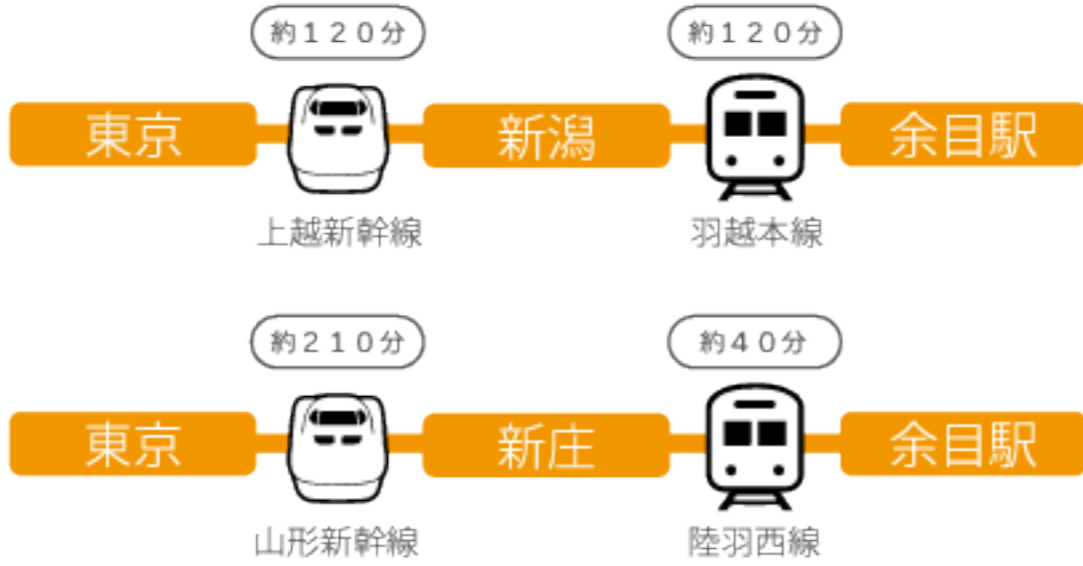 約１２０分 約１２０分
東京 新潟 余目駅
上越新幹線 羽越本線
約２１０分 約４０分
東京 新庄 余目駅
山形新幹線 陸羽西線